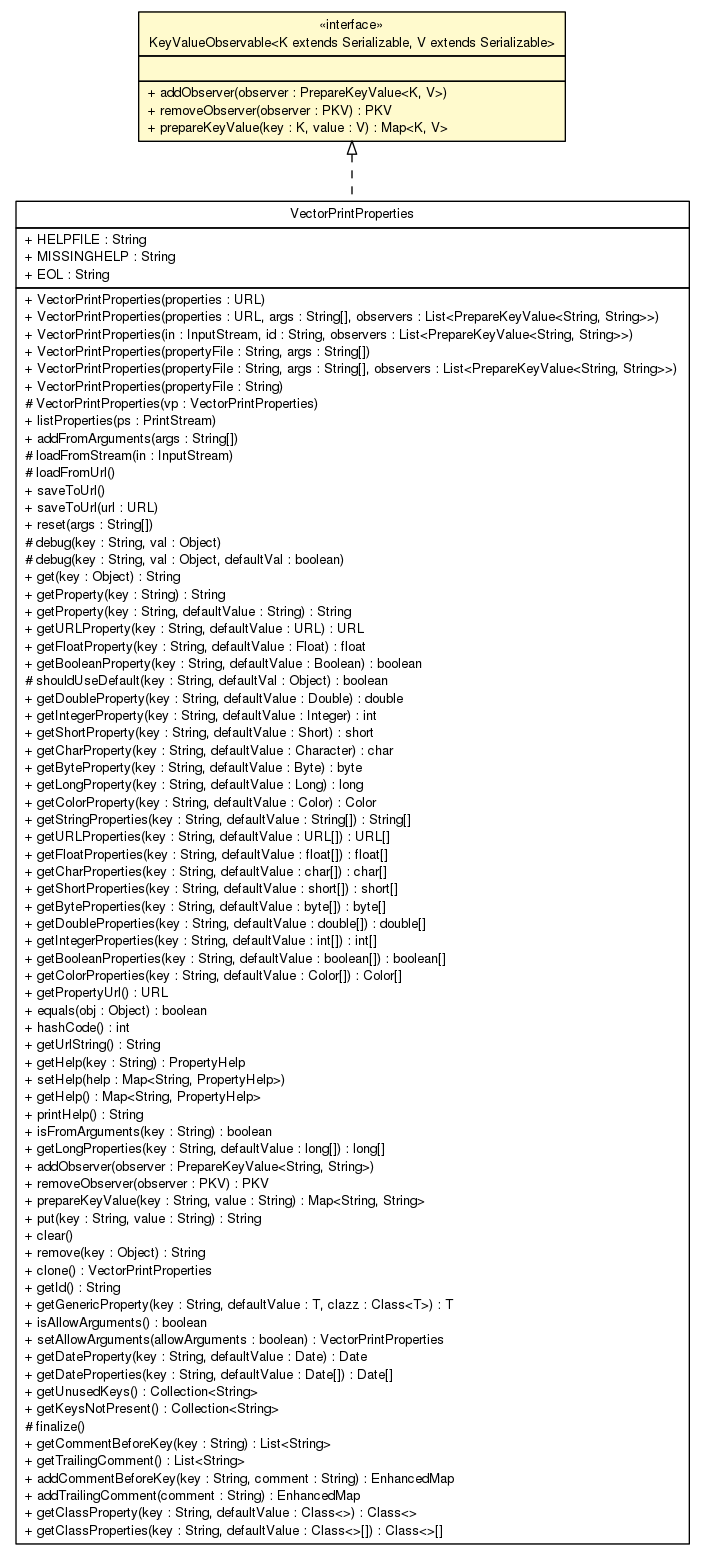 «interface»
KeyValueObservable<K extends Serializable, V extends Serializable>
+ addObserver(observer : PrepareKeyValue<K, V>)
+ removeObserver(observer : PKV) : PKV
+ prepareKeyValue(key : K, value : V) : Map<K, V>
VectorPrintProperties
+ HELPFILE : String
+ MISSINGHELP : String
+ EOL : String
+ VectorPrintProperties(properties : URL)
+ VectorPrintProperties(properties : URL, args : String[], observers : List<PrepareKeyValue<String, String>>)
+ VectorPrintProperties(in : InputStream, id : String, observers : List<PrepareKeyValue<String, String>>)
+ VectorPrintProperties(propertyFile : String, args : String[])
+ VectorPrintProperties(propertyFile : String, args : String[], observers : List<PrepareKeyValue<String, String>>)
+ VectorPrintProperties(propertyFile : String)
# VectorPrintProperties(vp : VectorPrintProperties)
+ listProperties(ps : PrintStream)
+ addFromArguments(args : String[])
# loadFromStream(in : InputStream)
# loadFromUrl()
+ saveToUrl()
+ saveToUrl(url : URL)
+ reset(args : String[])
# debug(key : String, val : Object)
# debug(key : String, val : Object, defaultVal : boolean)
+ get(key : Object) : String
+ getProperty(key : String) : String
+ getProperty(key : String, defaultValue : String) : String
+ getURLProperty(key : String, defaultValue : URL) : URL
+ getFloatProperty(key : String, defaultValue : Float) : float
+ getBooleanProperty(key : String, defaultValue : Boolean) : boolean
# shouldUseDefault(key : String, defaultVal : Object) : boolean
+ getDoubleProperty(key : String, defaultValue : Double) : double
+ getIntegerProperty(key : String, defaultValue : Integer) : int
+ getShortProperty(key : String, defaultValue : Short) : short
+ getCharProperty(key : String, defaultValue : Character) : char
+ getByteProperty(key : String, defaultValue : Byte) : byte
+ getLongProperty(key : String, defaultValue : Long) : long
+ getColorProperty(key : String, defaultValue : Color) : Color
+ getStringProperties(key : String, defaultValue : String[]) : String[]
+ getURLProperties(key : String, defaultValue : URL[]) : URL[]
+ getFloatProperties(key : String, defaultValue : float[]) : float[]
+ getCharProperties(key : String, defaultValue : char[]) : char[]
+ getShortProperties(key : String, defaultValue : short[]) : short[]
+ getByteProperties(key : String, defaultValue : byte[]) : byte[]
+ getDoubleProperties(key : String, defaultValue : double[]) : double[]
+ getIntegerProperties(key : String, defaultValue : int[]) : int[]
+ getBooleanProperties(key : String, defaultValue : boolean[]) : boolean[]
+ getColorProperties(key : String, defaultValue : Color[]) : Color[]
+ getPropertyUrl() : URL
+ equals(obj : Object) : boolean
+ hashCode() : int
+ getUrlString() : String
+ getHelp(key : String) : PropertyHelp
+ setHelp(help : Map<String, PropertyHelp>)
+ getHelp() : Map<String, PropertyHelp>
+ printHelp() : String
+ isFromArguments(key : String) : boolean
+ getLongProperties(key : String, defaultValue : long[]) : long[]
+ addObserver(observer : PrepareKeyValue<String, String>)
+ removeObserver(observer : PKV) : PKV
+ prepareKeyValue(key : String, value : String) : Map<String, String>
+ put(key : String, value : String) : String
+ clear()
+ remove(key : Object) : String
+ clone() : VectorPrintProperties
+ getId() : String
+ getGenericProperty(key : String, defaultValue : T, clazz : Class<T>) : T
+ isAllowArguments() : boolean
+ setAllowArguments(allowArguments : boolean) : VectorPrintProperties
+ getDateProperty(key : String, defaultValue : Date) : Date
+ getDateProperties(key : String, defaultValue : Date[]) : Date[]
+ getUnusedKeys() : Collection<String>
+ getKeysNotPresent() : Collection<String>
# finalize()
+ getCommentBeforeKey(key : String) : List<String>
+ getTrailingComment() : List<String>
+ addCommentBeforeKey(key : String, comment : String) : EnhancedMap
+ addTrailingComment(comment : String) : EnhancedMap
+ getClassProperty(key : String, defaultValue : Class<>) : Class<>
+ getClassProperties(key : String, defaultValue : Class<>[]) : Class<>[]